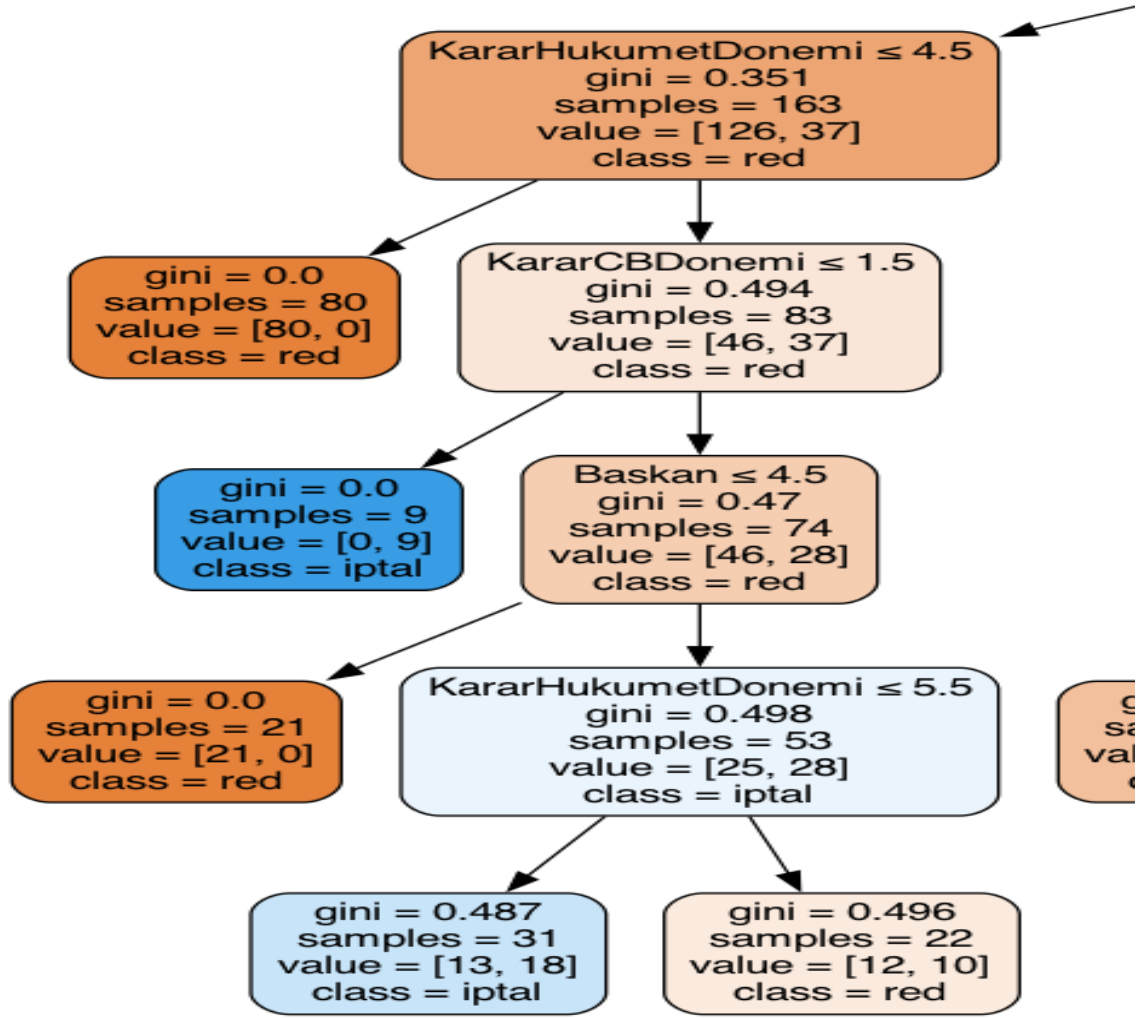 KararHukumetDonemi ≤ 4.5
gini = 0.351
samples = 163
value = [126, 37]
class = red
gini = 0.0
samples = 80
value = [80, 0]
class = red
KararCBDonemi ≤ 1.5
gini = 0.494
samples = 83
value = [46, 37]
class = red
gini = 0.0
samples = 9
value = [0, 9]
class = iptal
Baskan ≤ 4.5
gini = 0.47
samples = 74
value = [46, 28]
class = red
gini = 0.0
samples = 21
value = [21, 0]
class = red
KararHukumetDonemi ≤ 5.5
gini = 0.498
samples = 53
value = [25, 28]
class = iptal
gini = 0.487
samples = 31
value = [13, 18]
class = iptal
gini = 0.496
samples = 22
value = [12, 10]
class = red